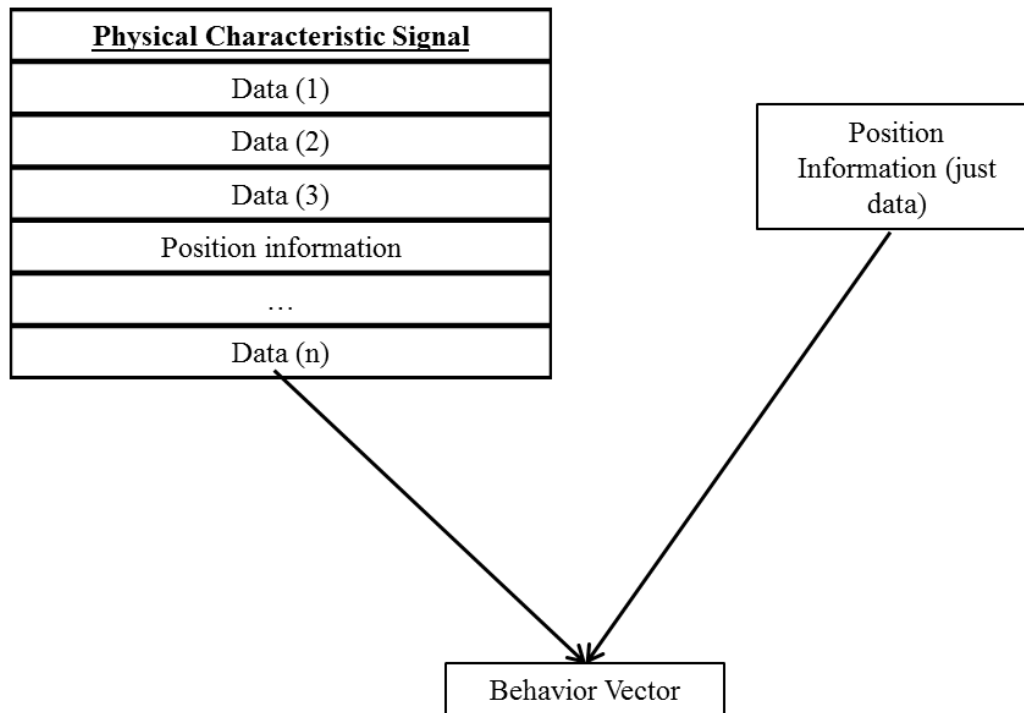 Physical Characteristic Signal
Data (1)
Data (2)
Data (3)
Position information
…
Data (n)
Position
Information (just
data)
Behavior Vector